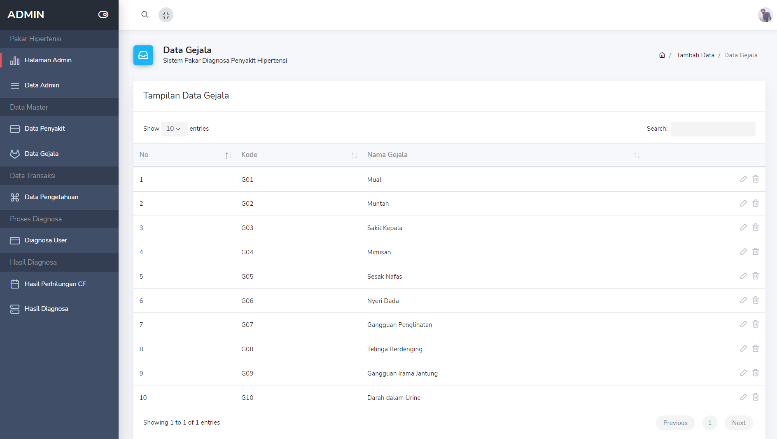 ADMIN
Pakar Hipertensi
Halaman Admin
Data Admin
Data Master
Data Penyakit
Data Gejala
Data Transaksi
Data Pengetahuan
Proses Diagnosa
Diagnosa User
Hasil Diagnosa
Hasil Perhitungan CF
Hasil Diagnosa
Data Gejala
Sistem Pakar Diagnosa Penyakit Hipertensi
/ Tambah Data / Data Gejala
Tampilan Data Gejala
Show 10 entries Search:
No Kode Nama Gejala
1 G01 Mual
2 G02 Muntah
3 G03 Sakit Kepala
4 G04 Mimisan
5 G05 Sesak Nafas
6 G06 Nyeri Dada
7 G07 Gangguan Penglihatan
8 G08 Telinga Berdenging
9 G09 Gangguan Irama Jantung
10 G10 Darah dalam Urine
Showing 1 to 1 of 1 entries Previous 1 Next